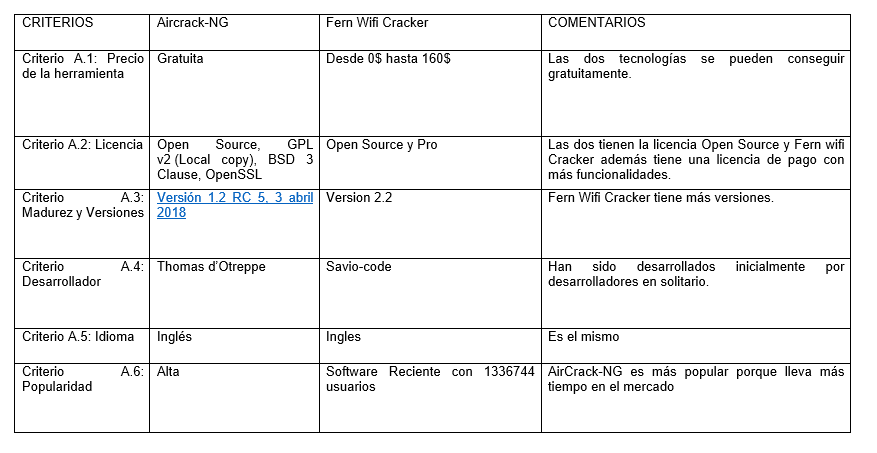 CRITERIOS
Aircrack-NG
Fern Wifi Cracker
COMENTARIOS
Criterio A.1: Precio
de la herramienta
Gratuita
Desde 0$ hasta 160$
Las dos tecnologías se pueden conseguir
gratuitamente.
Criterio A.2: Licencia
Open Source, GPL
v2 (Local copy), BSD 3
Clause, OpenSSL
Open Source y Pro
Las dos tienen la licencia Open Source y Fern wifi
Cracker además tiene una licencia de pago con
más funcionalidades.
Criterio A.3:
Madurez y Versiones
Versión 1.2 RC 5, 3 abril
2018
Version 2.2
Fern Wifi Cracker tiene más versiones.
Criterio A.4:
Desarrollador
Thomas d’Otreppe
Savio-code
Han sido desarrollados inicialmente por
desarrolladores en solitario.
Criterio A.5: Idioma
Inglés
Ingles
Es el mismo
Criterio A.6:
Popularidad
Alta
Software Reciente con 1336744
usuarios
AirCrack-NG es más popular porque lleva más
tiempo en el mercado